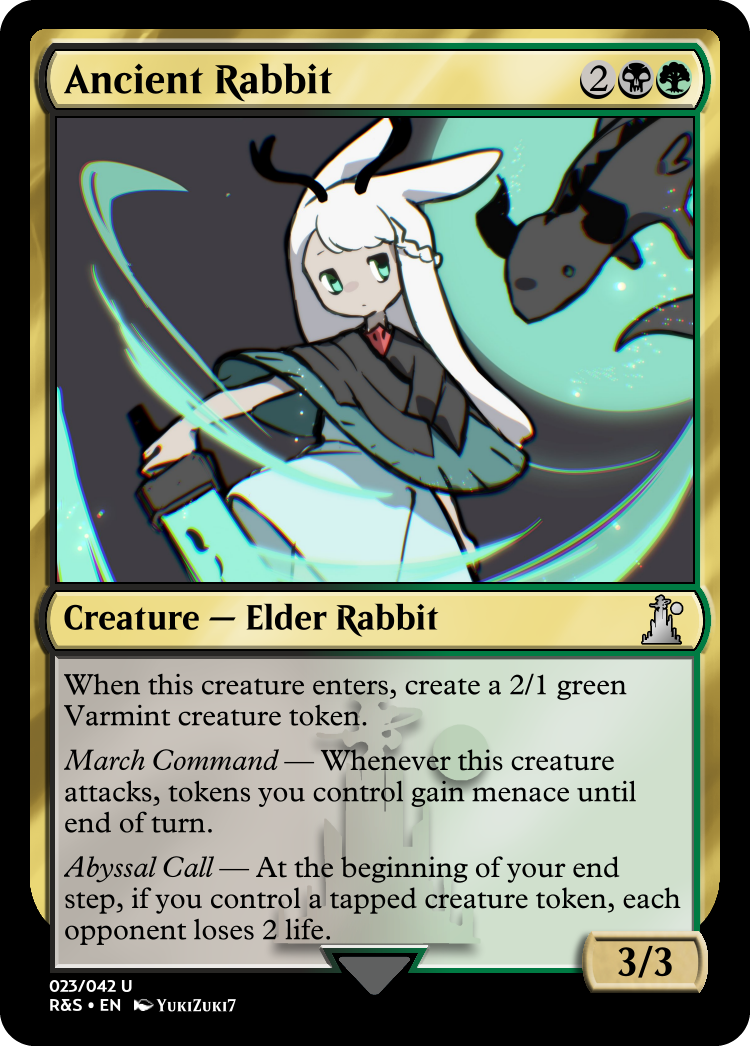 Ancient Rabbit 2
Creature — Elder Rabbit
When this creature enters, create a 2/1 green
Varmint creature token.
March Command — Whenever this creature
attacks, tokens you control gain menace until
end of turn.
Abyssal Call — At the beginning of your end
step, if you control a tapped creature token, each
opponent loses 2 life.
3/3
023/042 U
R&S • EN YukiZuki7